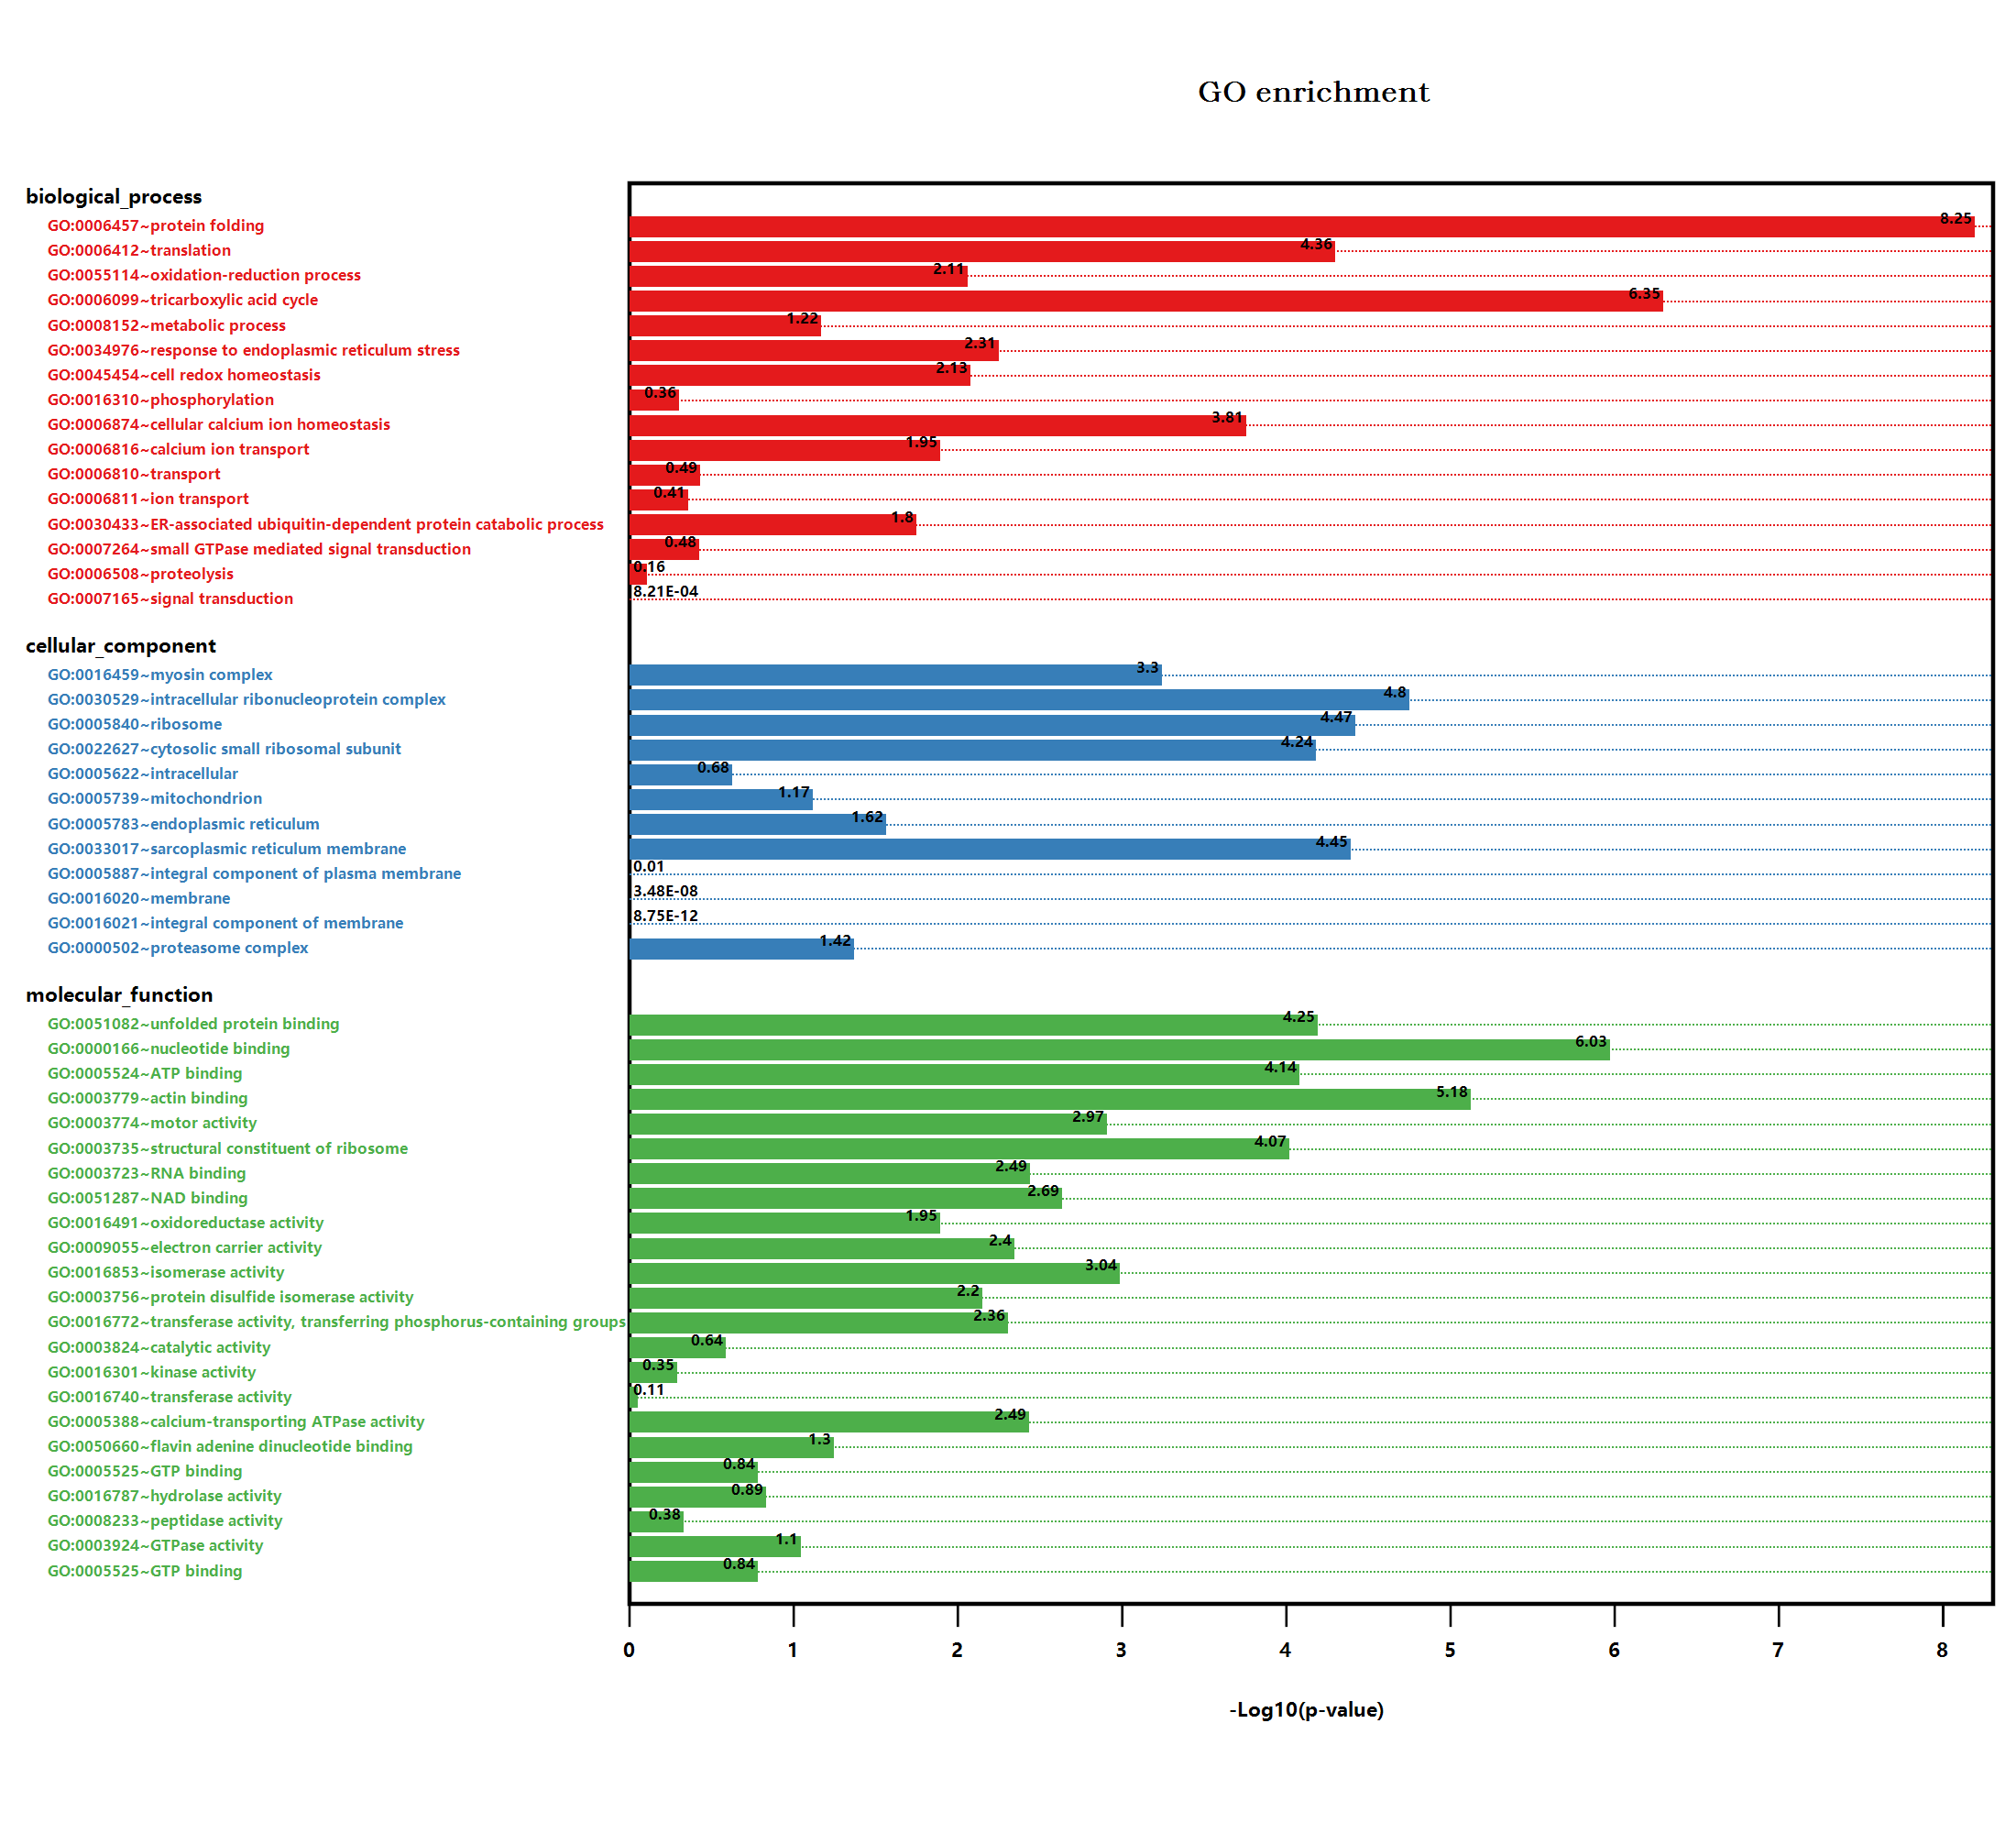 GO enrichment
biological_process
GO:0006457~protein folding 8.25
GO:0006412~translation 4.36
GO:0055114~oxidation-reduction process 2.11
GO:0006099~tricarboxylic acid cycle 6.35
GO:0008152~metabolic process 1.22
GO:0034976~response to endoplasmic reticulum stress 2.31
GO:0045454~cell redox homeostasis 2.13
GO:0016310~phosphorylation 0.36
GO:0006874~cellular calcium ion homeostasis 3.81
GO:0006816~calcium ion transport 1.95
GO:0006810~transport 0.49
GO:0006811~ion transport 0.41
GO:0030433~ER-associated ubiquitin-dependent protein catabolic process 1.8
GO:0007264~small GTPase mediated signal transduction 0.48
GO:0006508~proteolysis 0.16
GO:0007165~signal transduction 8.21E-04
cellular_component
GO:0016459~myosin complex 3.3
GO:0030529~intracellular ribonucleoprotein complex 4.8
GO:0005840~ribosome 4.47
GO:0022627~cytosolic small ribosomal subunit 4.24
GO:0005622~intracellular 0.68
GO:0005739~mitochondrion 1.17
GO:0005783~endoplasmic reticulum 1.62
GO:0033017~sarcoplasmic reticulum membrane 4.45
GO:0005887~integral component of plasma membrane 0.01
GO:0016020~membrane 3.48E-08
GO:0016021~integral component of membrane 8.75E-12
GO:0000502~proteasome complex 1.42
molecular_function
GO:0051082~unfolded protein binding 4.25
GO:0000166~nucleotide binding 6.03
GO:0005524~ATP binding 4.14
GO:0003779~actin binding 5.18
GO:0003774~motor activity 2.97
GO:0003735~structural constituent of ribosome 4.07
GO:0003723~RNA binding 2.49
GO:0051287~NAD binding 2.69
GO:0016491~oxidoreductase activity 1.95
GO:0009055~electron carrier activity 2.4
GO:0016853~isomerase activity 3.04
GO:0003756~protein disulfide isomerase activity 2.2
GO:0016772~transferase activity, transferring phosphorus-containing groups 2.36
GO:0003824~catalytic activity 0.64
GO:0016301~kinase activity 0.35
GO:0016740~transferase activity 0.11
GO:0005388~calcium-transporting ATPase activity 2.49
GO:0050660~flavin adenine dinucleotide binding 1.3
GO:0005525~GTP binding 0.84
GO:0016787~hydrolase activity 0.89
GO:0008233~peptidase activity 0.38
GO:0003924~GTPase activity 1.1
GO:0005525~GTP binding 0.84
0 1 2 3 4 5 6 7 8
-Log10(p-value)